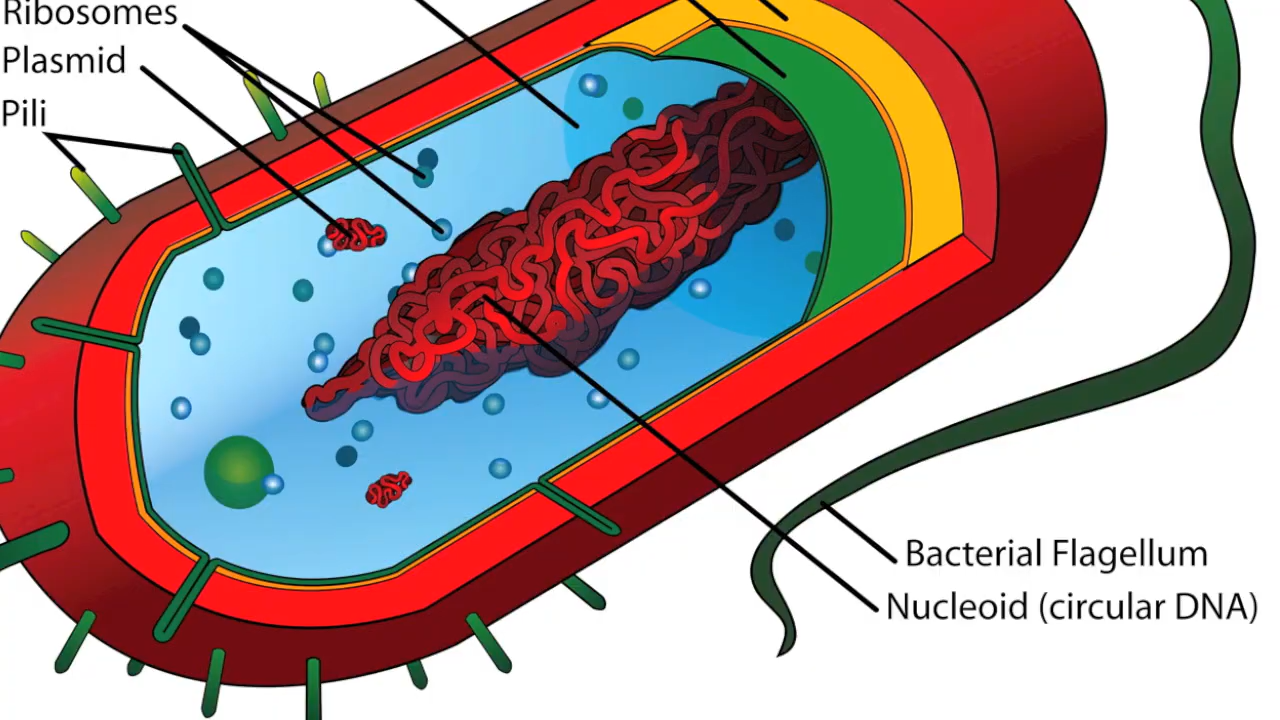 Ribosomes
Plasmid
Pili
Bacterial Flagellum
Nucleoid (circular DNA)